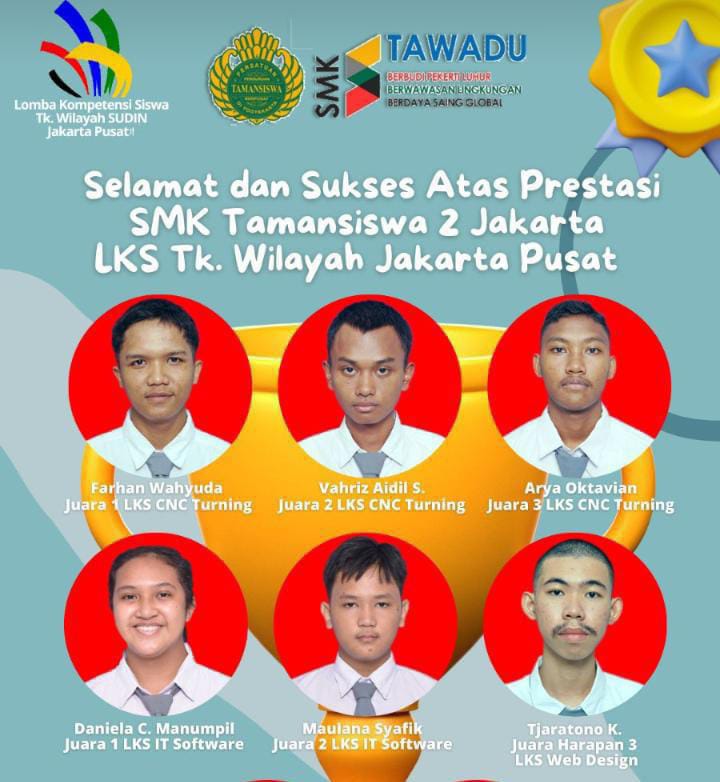 Lomba Kompetensi Siswa
Tk. Wilayah SUDIN
Jakarta Pusat
PERSATUAN
TAMANSISWA
SMK
TAWADU
BERBUDI PEKERTI LUHUR
BERWAWASAN LINGKUNGAN
BERDAYA SAING GLOBAL
Selamat dan Sukses Atas Prestasi
SMK Tamansiswa 2 Jakarta
LKS Tk. Wilayah Jakarta Pusat
Farhan Wahyuda
Juara 1 LKS CNC Turning
Vahriz Aidil S.
Juara 2 LKS CNC Turning
Arya Oktavian
Juara 3 LKS CNC Turning
Daniela C. Manumpil
Juara 1 LKS IT Software
Maulana Syafik
Juara 2 LKS IT Software
Tjaratono K.
Juara Harapan 3
LKS Web Design